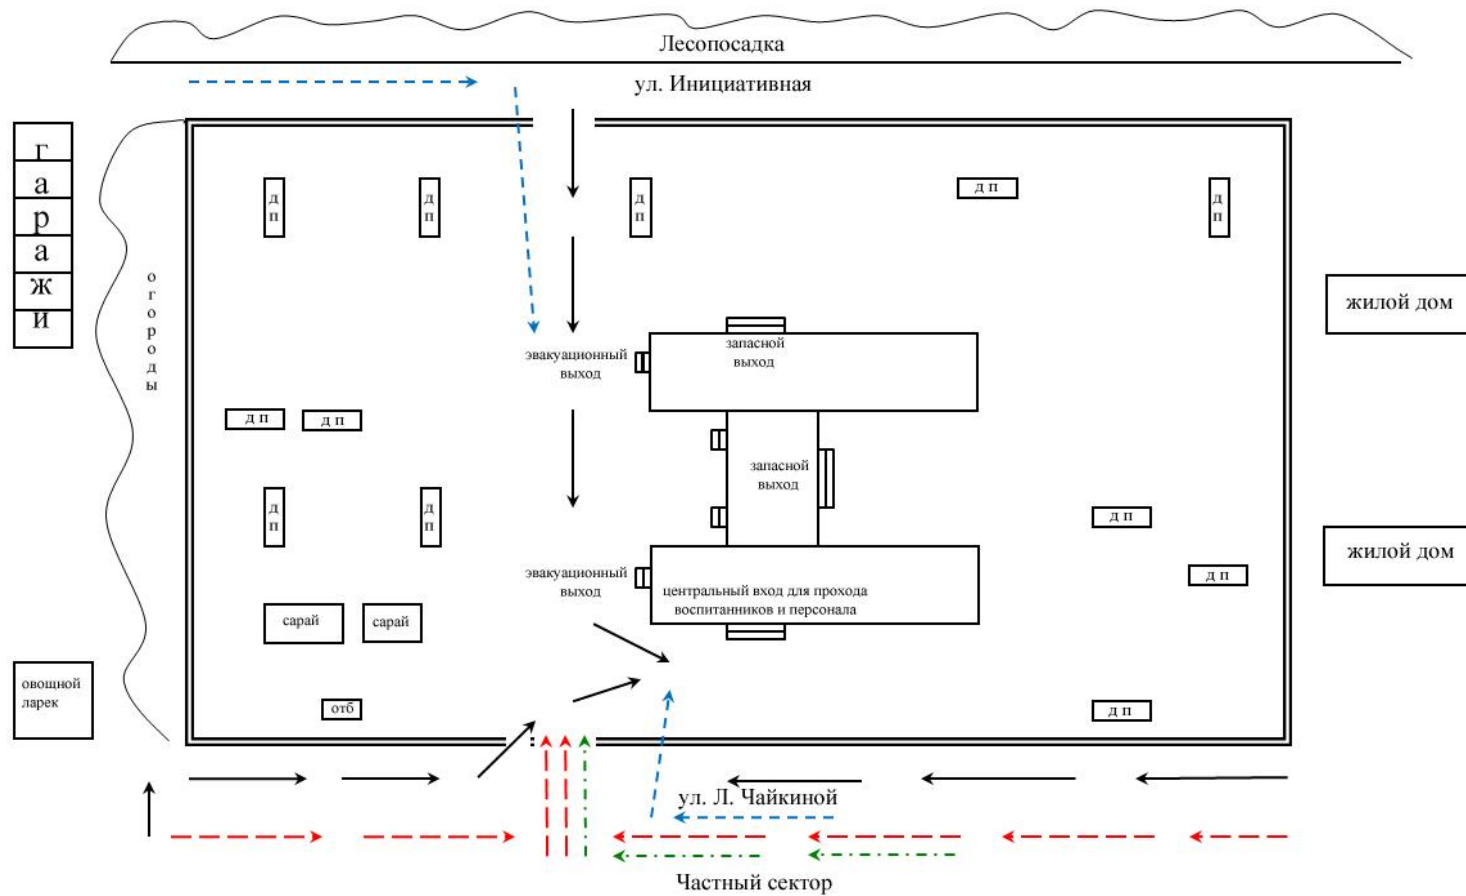 Лесопосадка
ул. Инициативная
г
а
р
а
ж
и
д
п
д
п
д
п
д п
д
п
о
г
о
р
о
д
ы
жилой дом
эвакуационный
выход
запасной
выход
д п
д п
запасной
выход
д
п
д
п
д п
жилой дом
эвакуационный
выход
центральный вход для прохода
воспитанников и персонала
д п
сарай
сарай
овощной
ларек
отб
д п
ул. Л. Чайкиной
Частный сектор